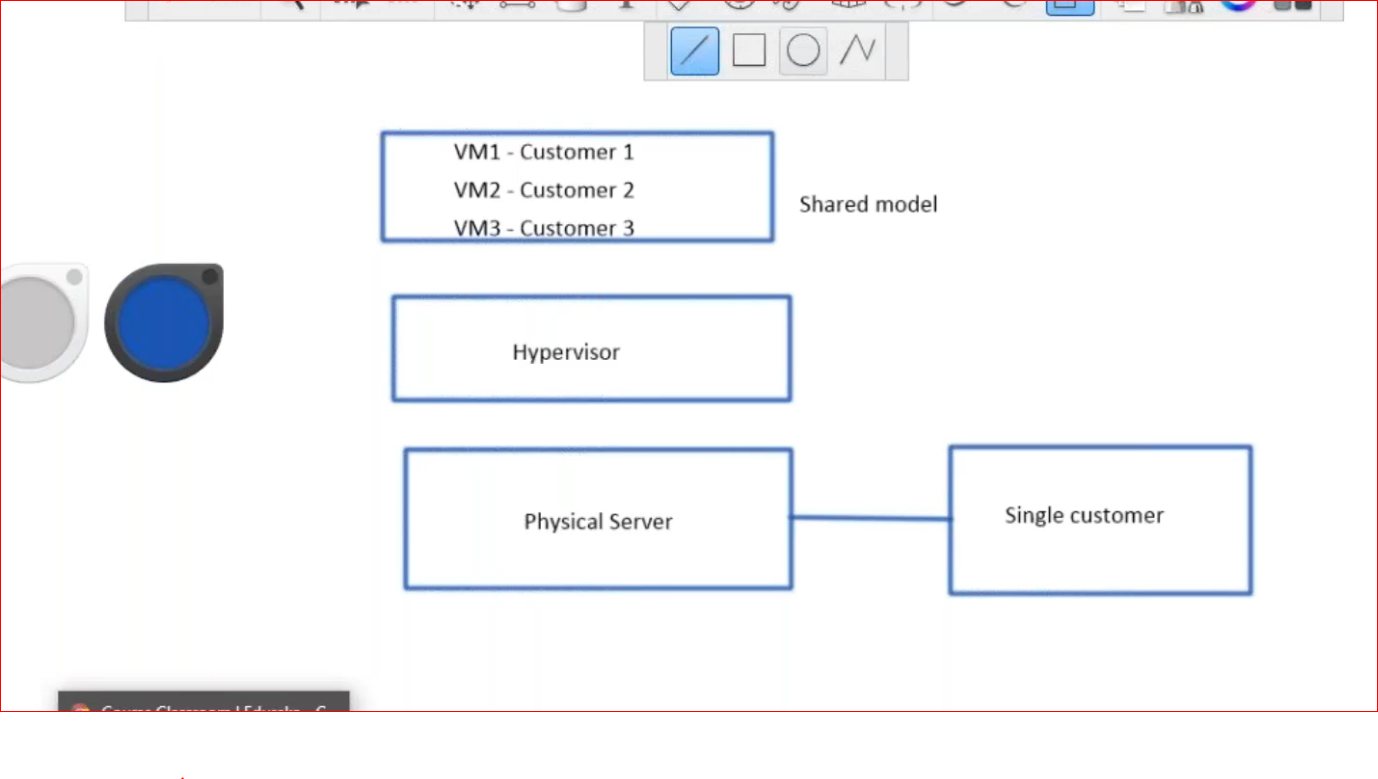 VM1 - Customer 1
VM2 - Customer 2
VM3 - Customer 3
Shared model
Hypervisor
Physical Server
Single customer